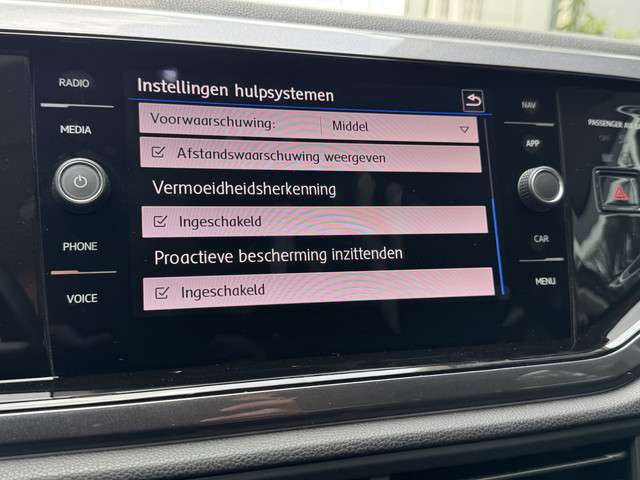 RADIO
MEDIA
PHONE
VOICE
Instellingen hulpsystemen
Voorwaarschuwing: Middel
Afstandswaarschuwing weergeven
Vermoeidheidsherkenning
Ingeschakeld
Proactieve bescherming inzittenden
Ingeschakeld
NAV
APP
CAR
MENU
PASSENGER